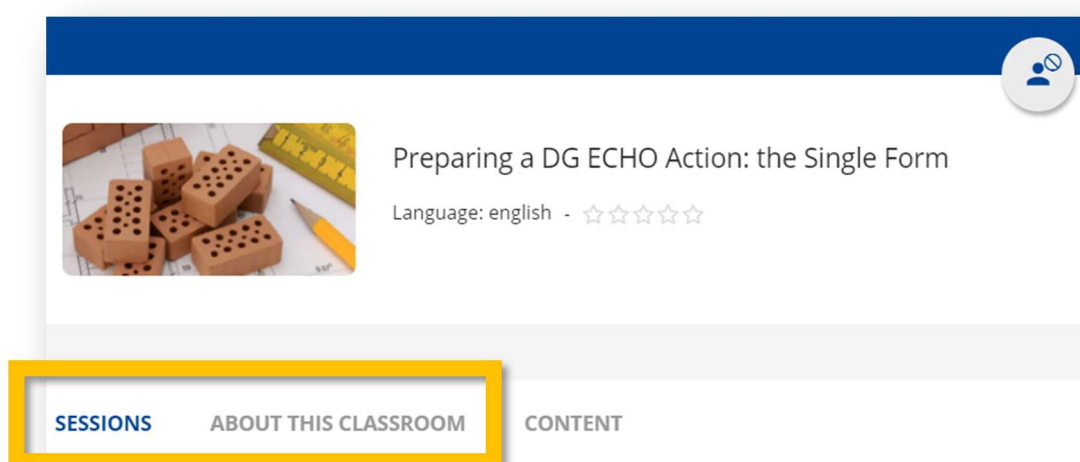 Preparing a DG ECHO Action: the Single Form
Language: english - ☆☆☆☆☆
SESSIONS ABOUT THIS CLASSROOM CONTENT